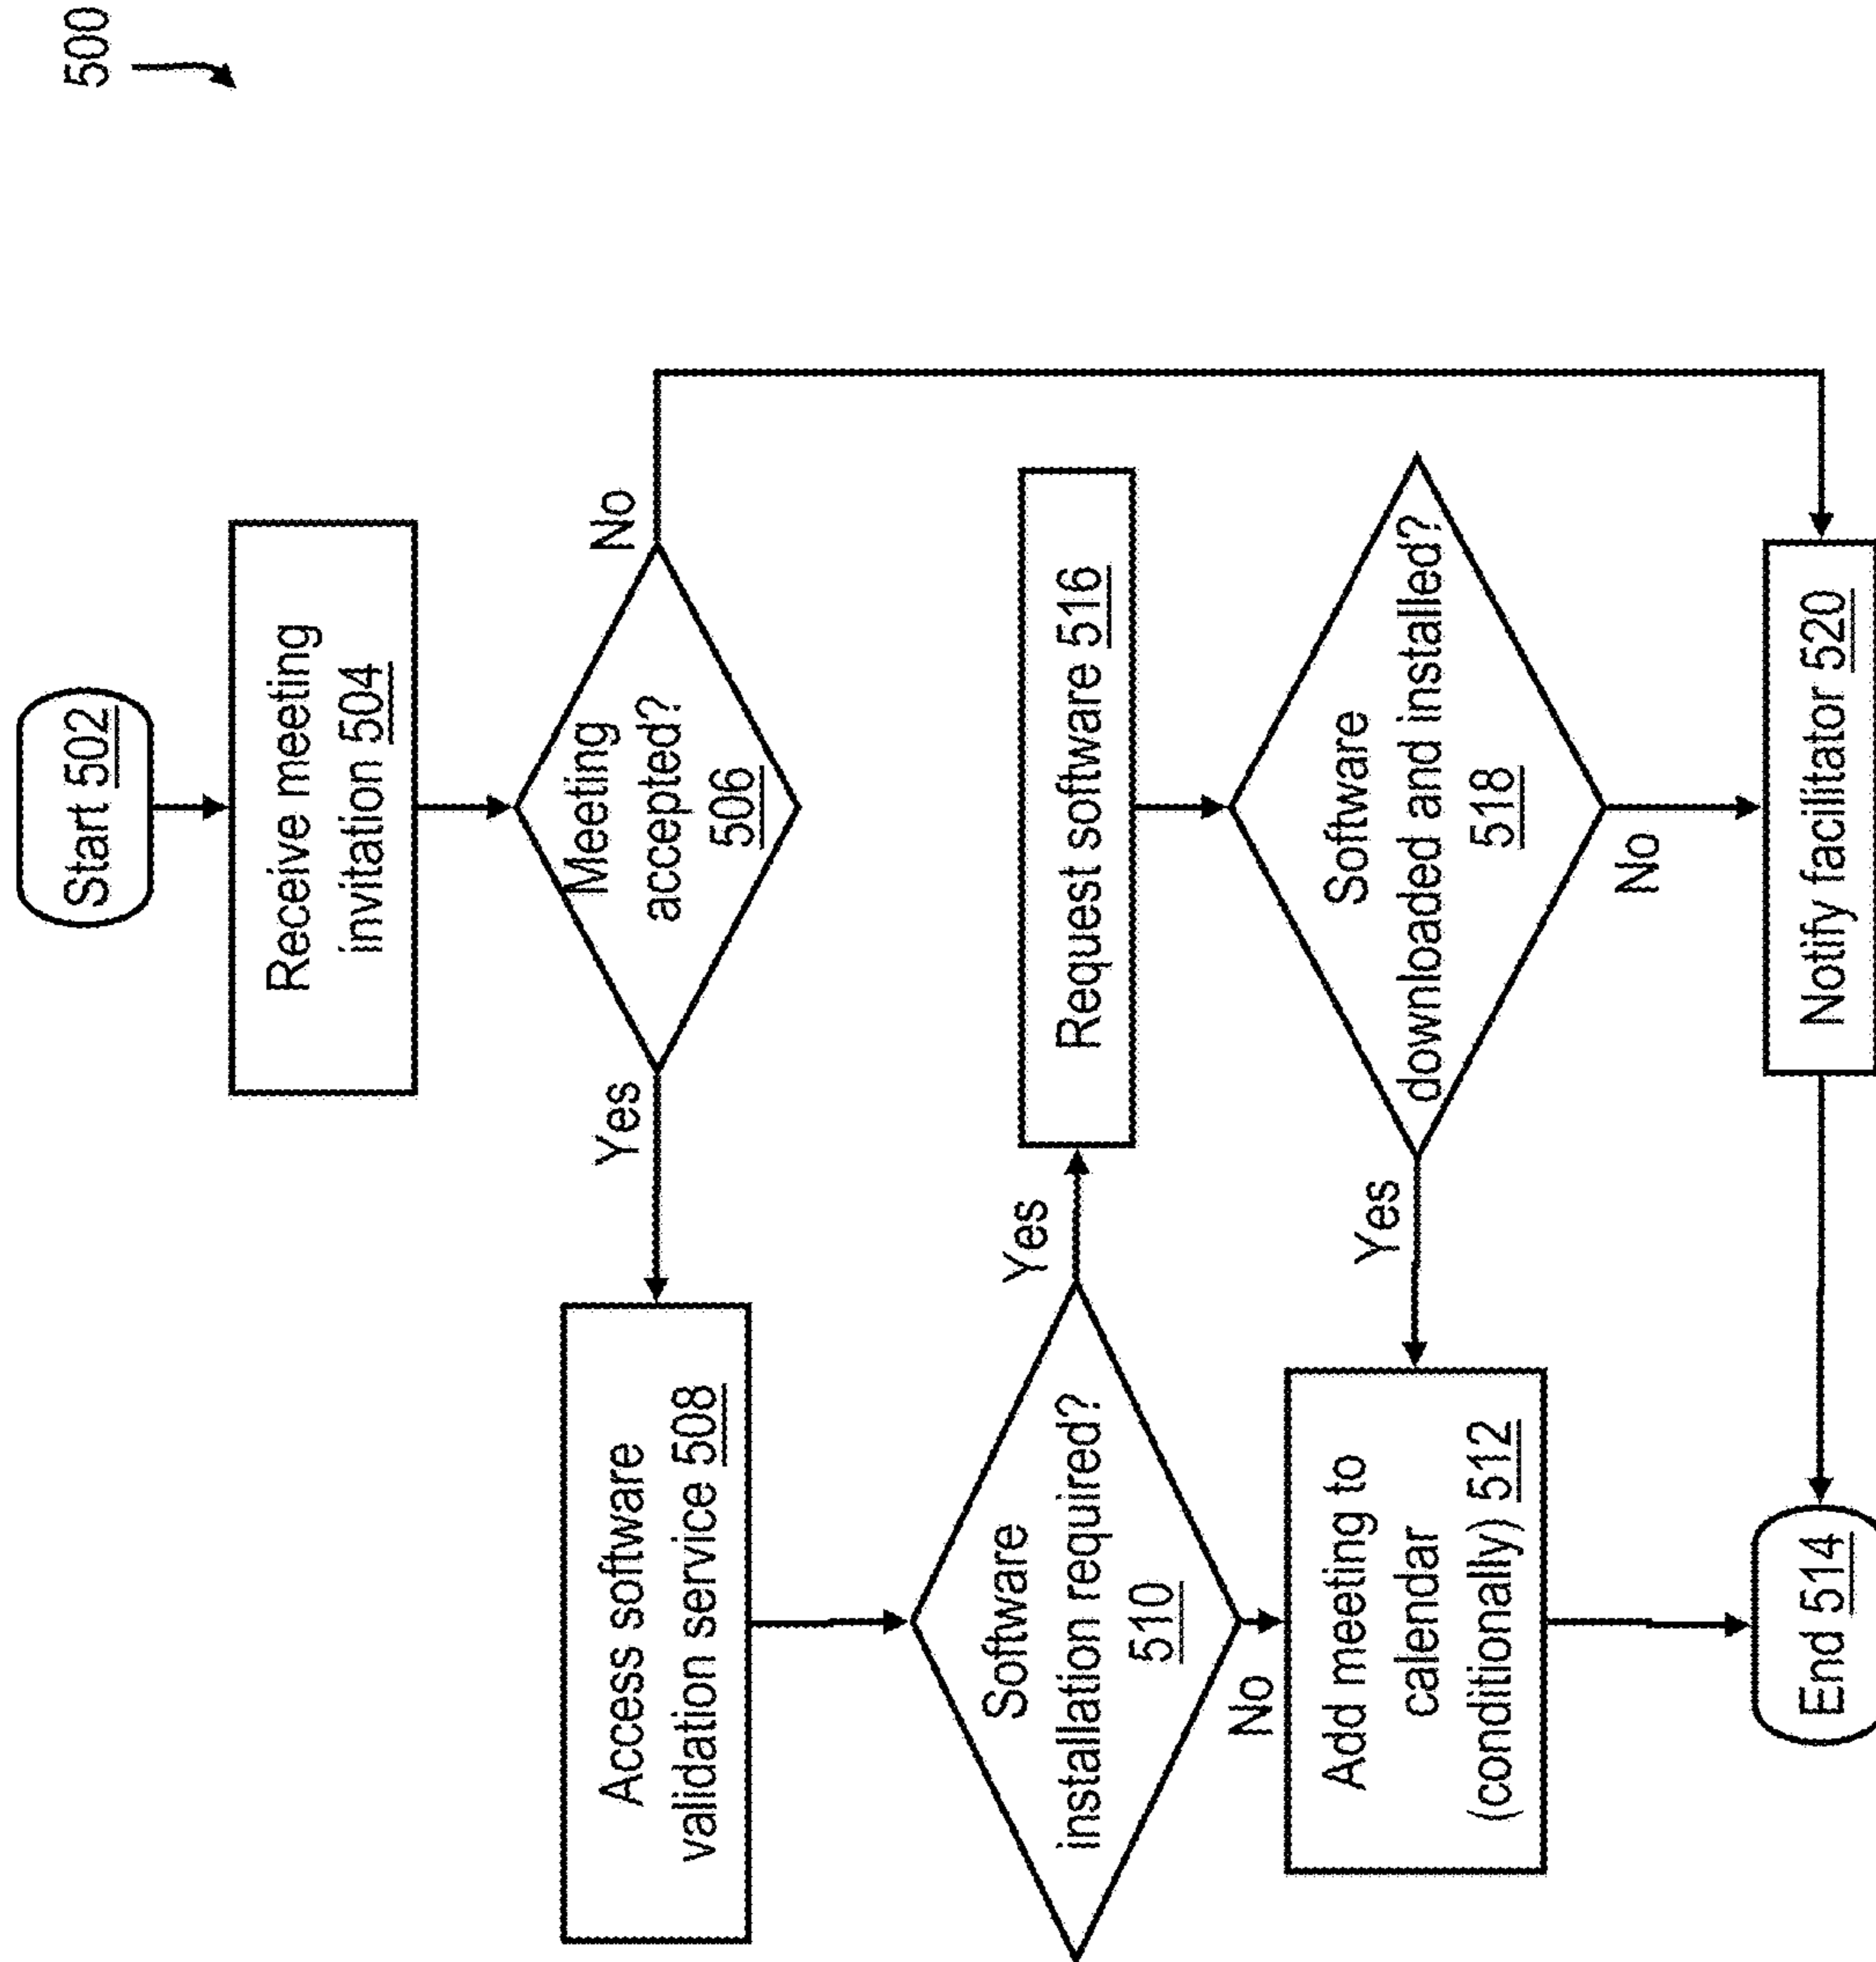 500
Start 502
Receive meeting
invitation 504
Meeting
accepted?
506
Yes
No
Access software
validation service 508
Software
installation required?
510
Yes
No
Request software 516
Software
downloaded and installed?
518
Yes
No
Add meeting to
calendar
(conditionally) 512
Notify facilitator 520
End 514